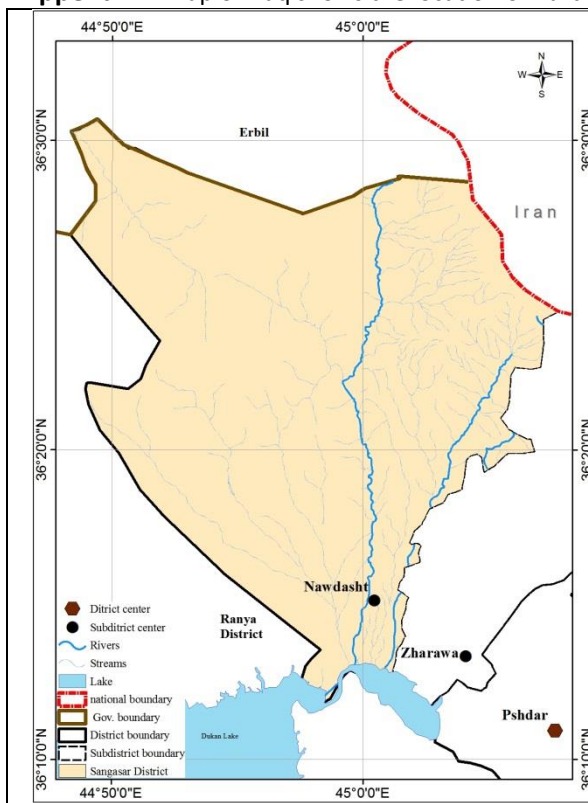 44°50'0"E 45°0'0"E
N
W E
S
Erbil
36°30'0"N 36°30'0"N
Iran
36°20'0"N 36°20'0"N
Nawdasht
Ranya
District
Zharawa
Pshdar
Dukan Lake
Ditrict center
Subditrict center
Rivers
Streams
Lake
national boundary
Gov. boundary
District boundary
Subdistrict boundary
Sangasar District
36°10'0"N 36°10'0"N
44°50'0"E 45°0'0"E